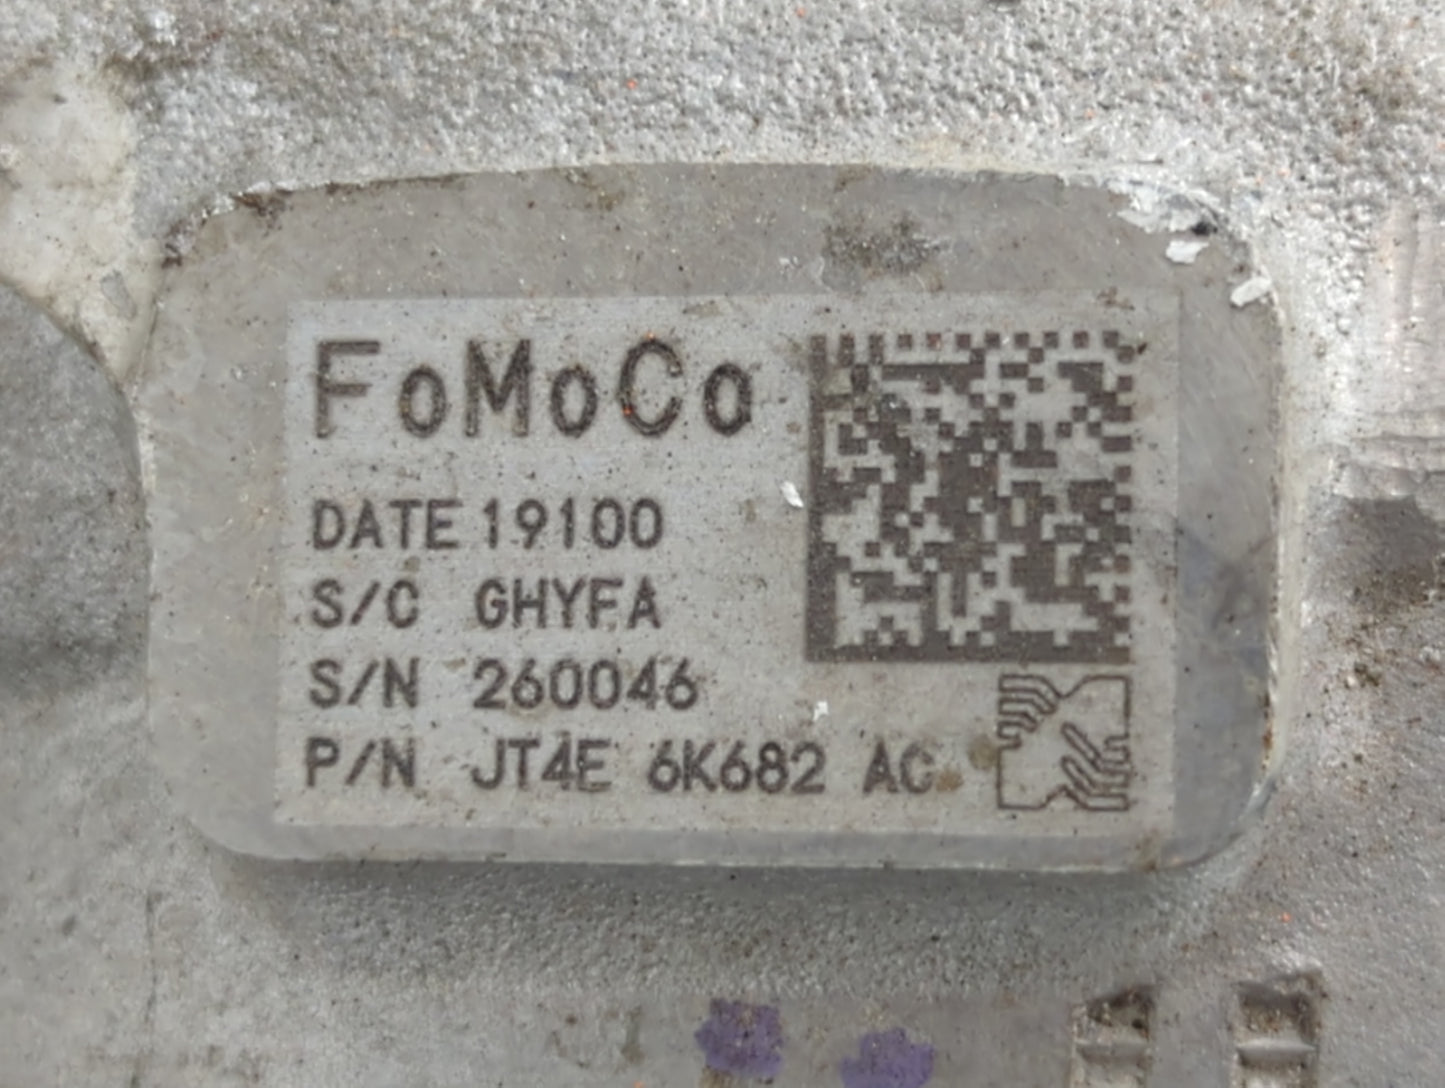 FoMoCo
DATE 19100
S/C GHYFA
S/N 260046
P/N JT4E 6K682 AC